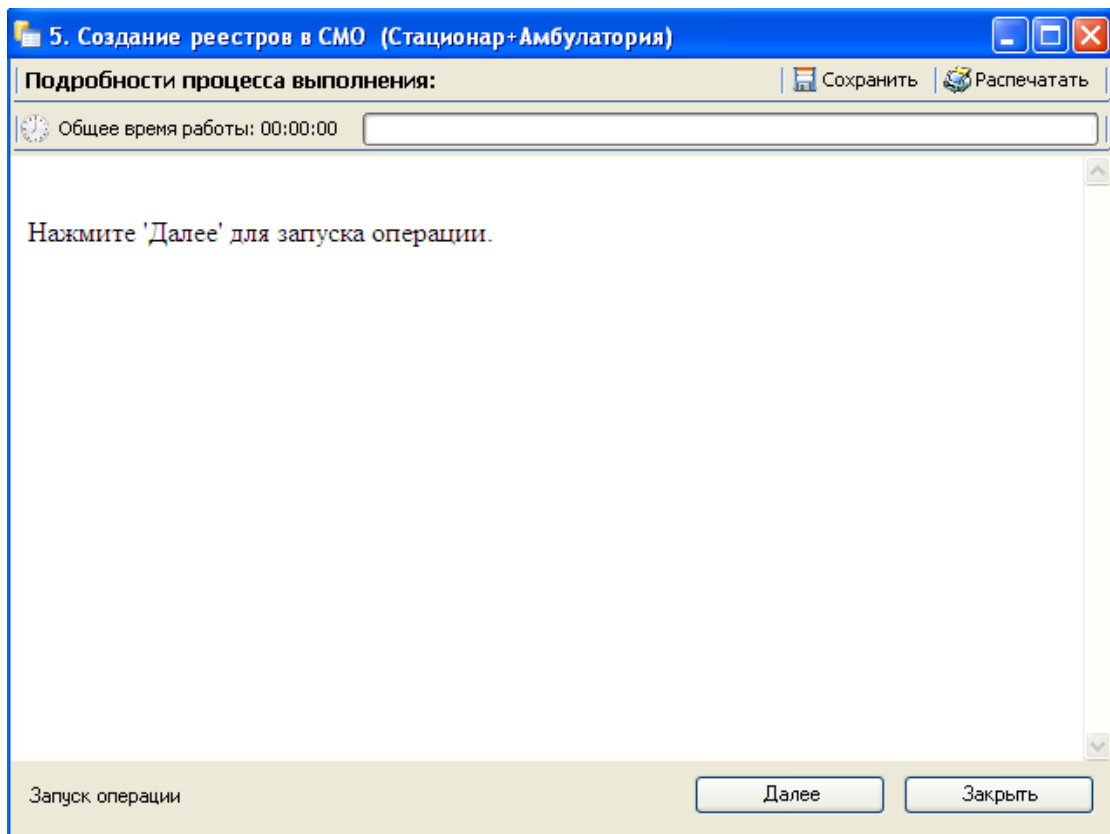 5. Создание реестров в СМО (Стационар+Амбулатория)
Подробности процесса выполнения: Сохранить Распечатать
Общее время работы: 00:00:00
Нажмите 'Далее' для запуска операции.
Запуск операции Далее Закрыть